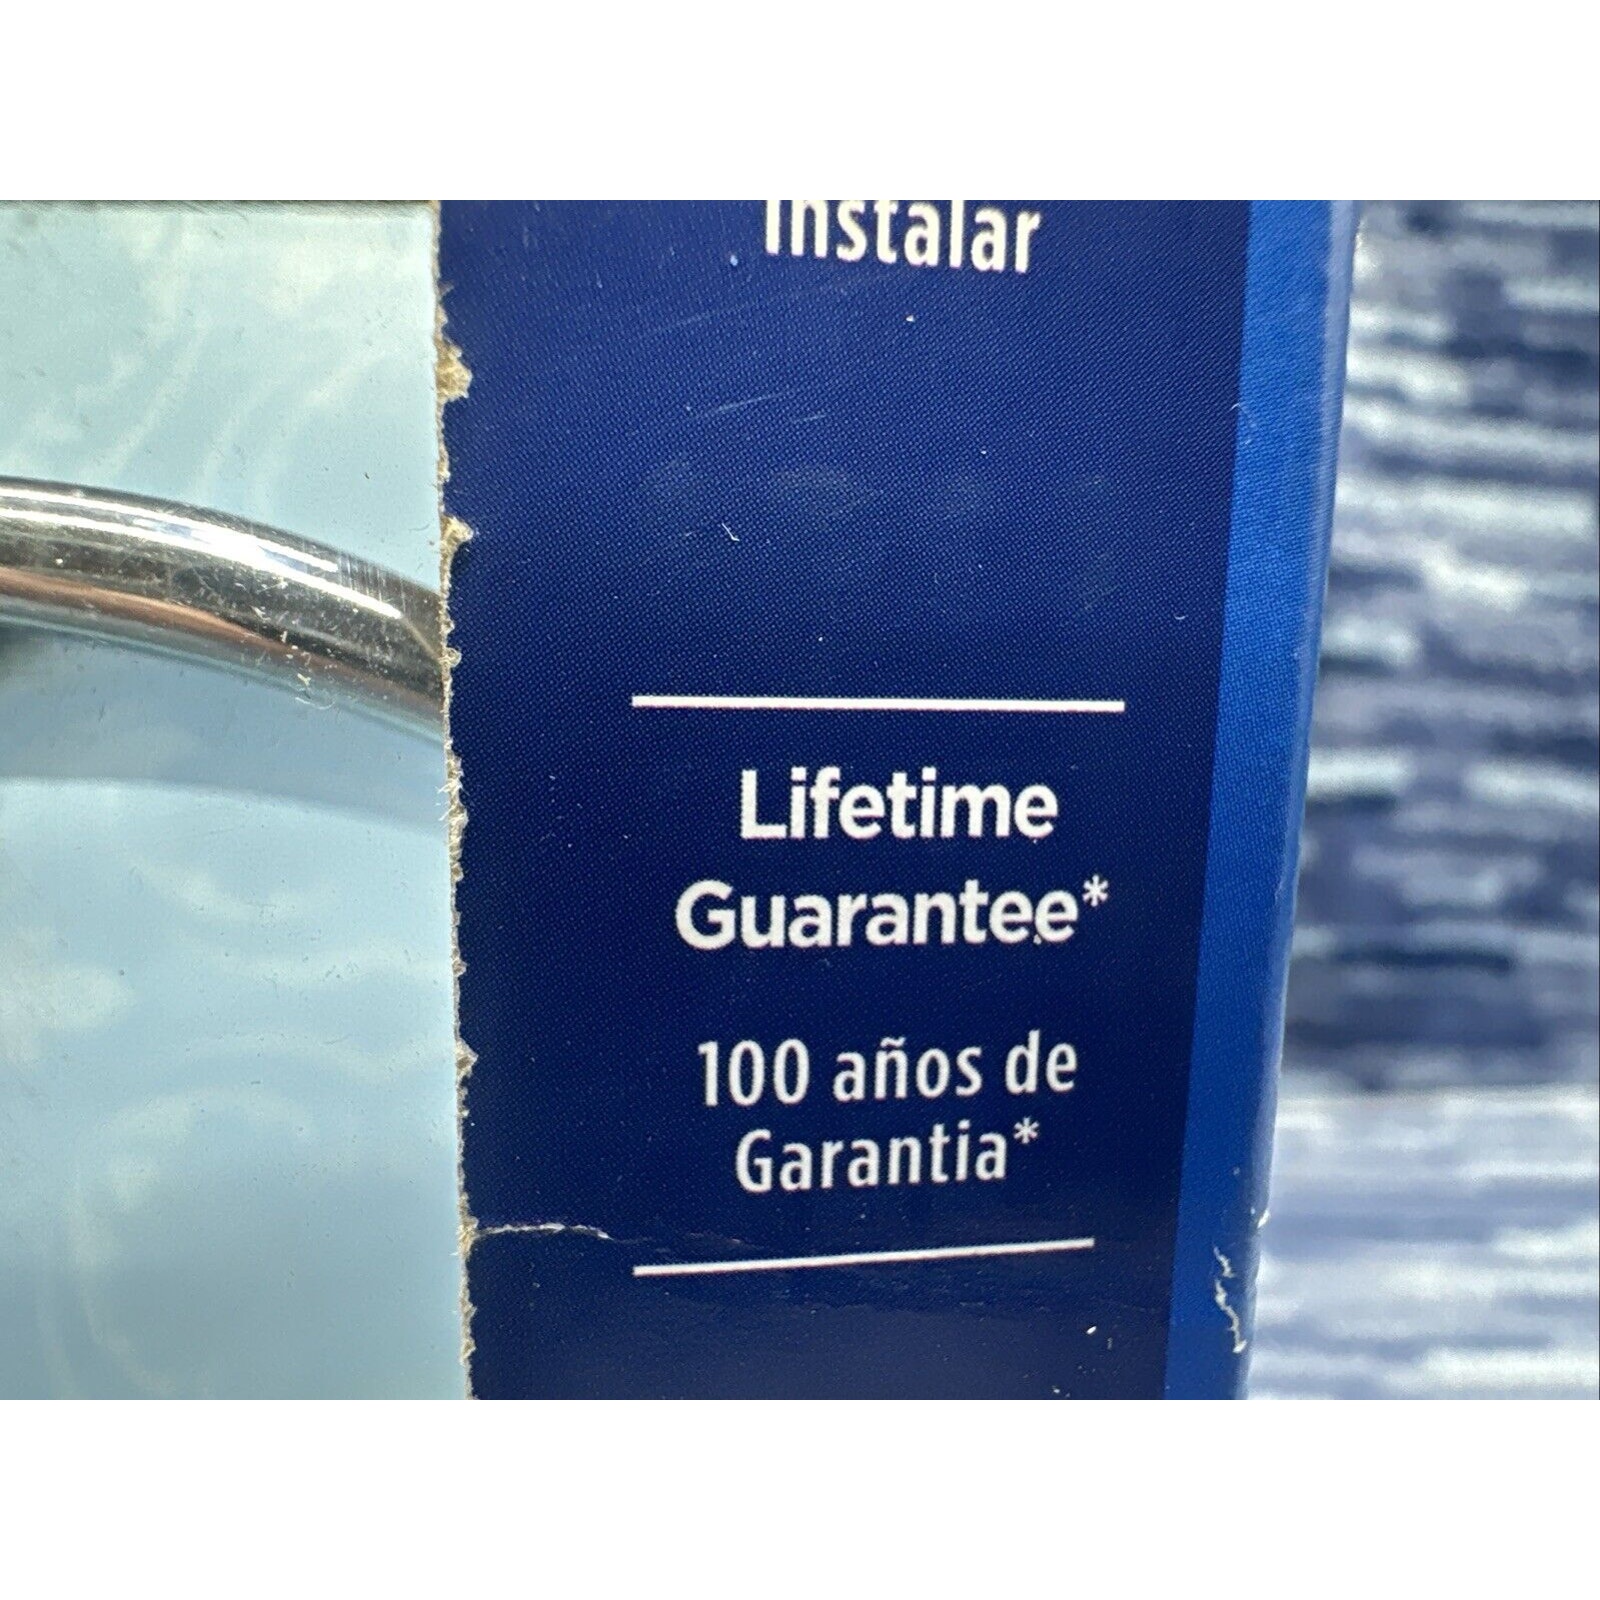 Instalar
Lifetime
Guarantee*
100 años de
Garantia*